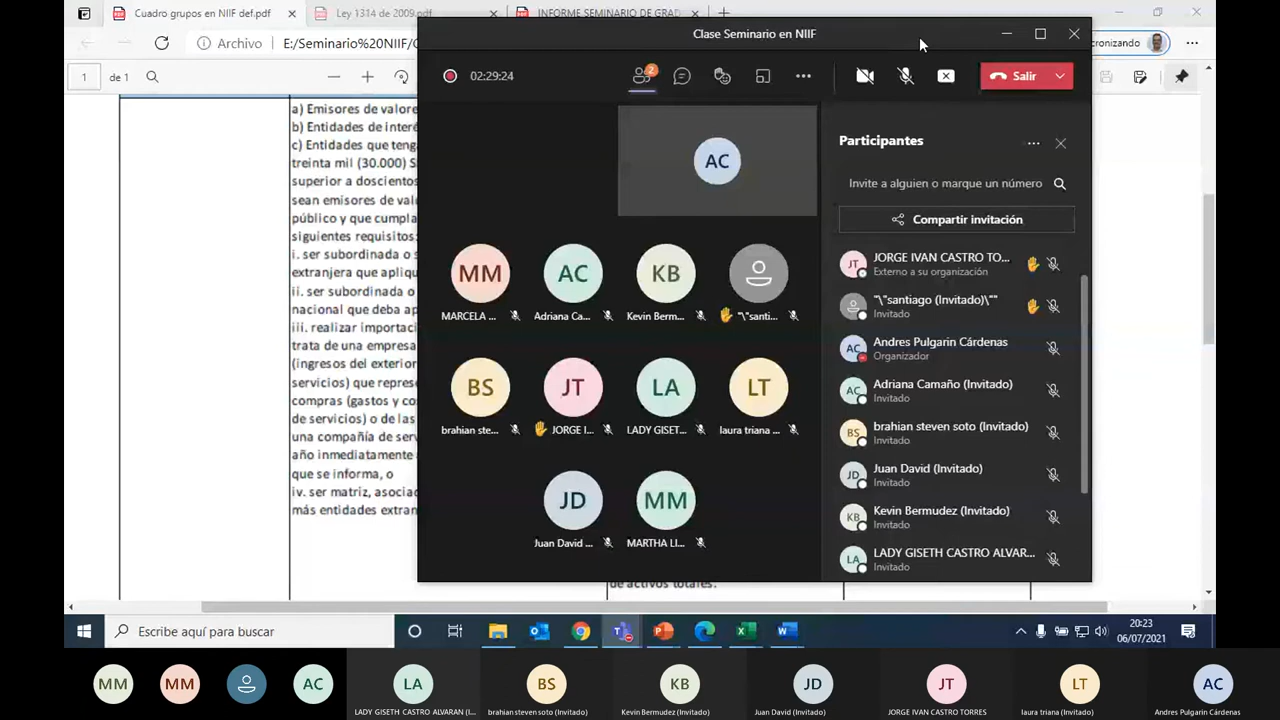 Cuadro grupos en NIIF def.pdf
Ley 1314 de 2009.pdf
INFORME SEMINARIO DE GRAD
Archivo
E:/Seminario%20NIIF/
cronizando
1
de 1
a) Emisores de valore
b) Entidades de interé
c) Entidades que teng
treinta mil (30.000) S
superior a doscientos
sean emisores de valo
público y que cumpla
siguientes requisitos:
i. ser subordinada o s
extranjera que apliqu
ii. ser subordinada o
nacional que deba ap
iii. realizar importaci
trata de una empresa
(ingresos del exterior
servicios) que repres
compras (gastos y co
de servicios) o de las
una compañía de serv
año inmediatamente
que se informa, o
iv. ser matriz, asociad
más entidades extran
de activos totales.
Clase Seminario en NIIF
02:29:24
2
Salir
AC
MM
AC
KB
MARCELA ...
Adriana Ca...
Kevin Berm...
"\"santi...
BS
JT
LA
LT
brahian ste...
JORGE I...
LADY GISET...
laura triana ...
JD
MM
Juan David ...
MARTHA LI...
Participantes
Invite a alguien o marque un número
Compartir invitación
JT
JORGE IVAN CASTRO TO...
Externo a su organización
"\"santiago (Invitado)\""
Invitado
AC
Andres Pulgarin Cárdenas
Organizador
AC
Adriana Camaño (Invitado)
Invitado
BS
brahian steven soto (Invitado)
Invitado
JD
Juan David (Invitado)
Invitado
KB
Kevin Bermudez (Invitado)
Invitado
LA
LADY GISETH CASTRO ALVAR...
Invitado
Escribe aquí para buscar
20:23
06/07/2021
MM
MM
AC
LA
BS
KB
JD
JT
LT
AC
LADY GISETH CASTRO ALVARAN (I...
brahian steven soto (Invitado)
Kevin Bermudez (Invitado)
Juan David (Invitado)
JORGE IVAN CASTRO TORRES
laura triana (Invitado)
Andres Pulgarin Cárdenas